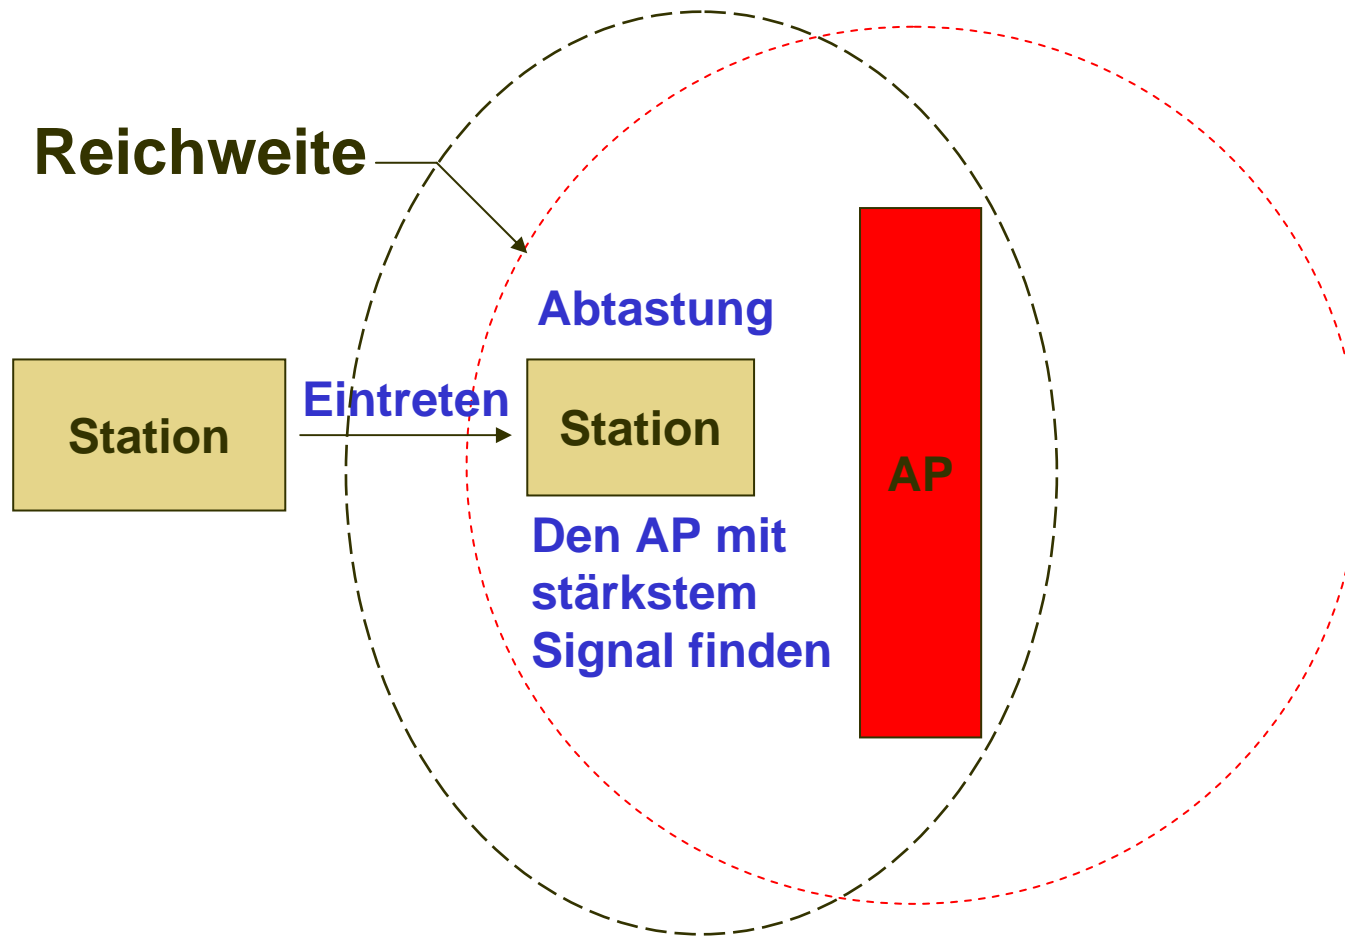 Reichweite
Abtastung
Eintreten
Station
Station
AP
Den AP mit
stärkstem
Signal finden